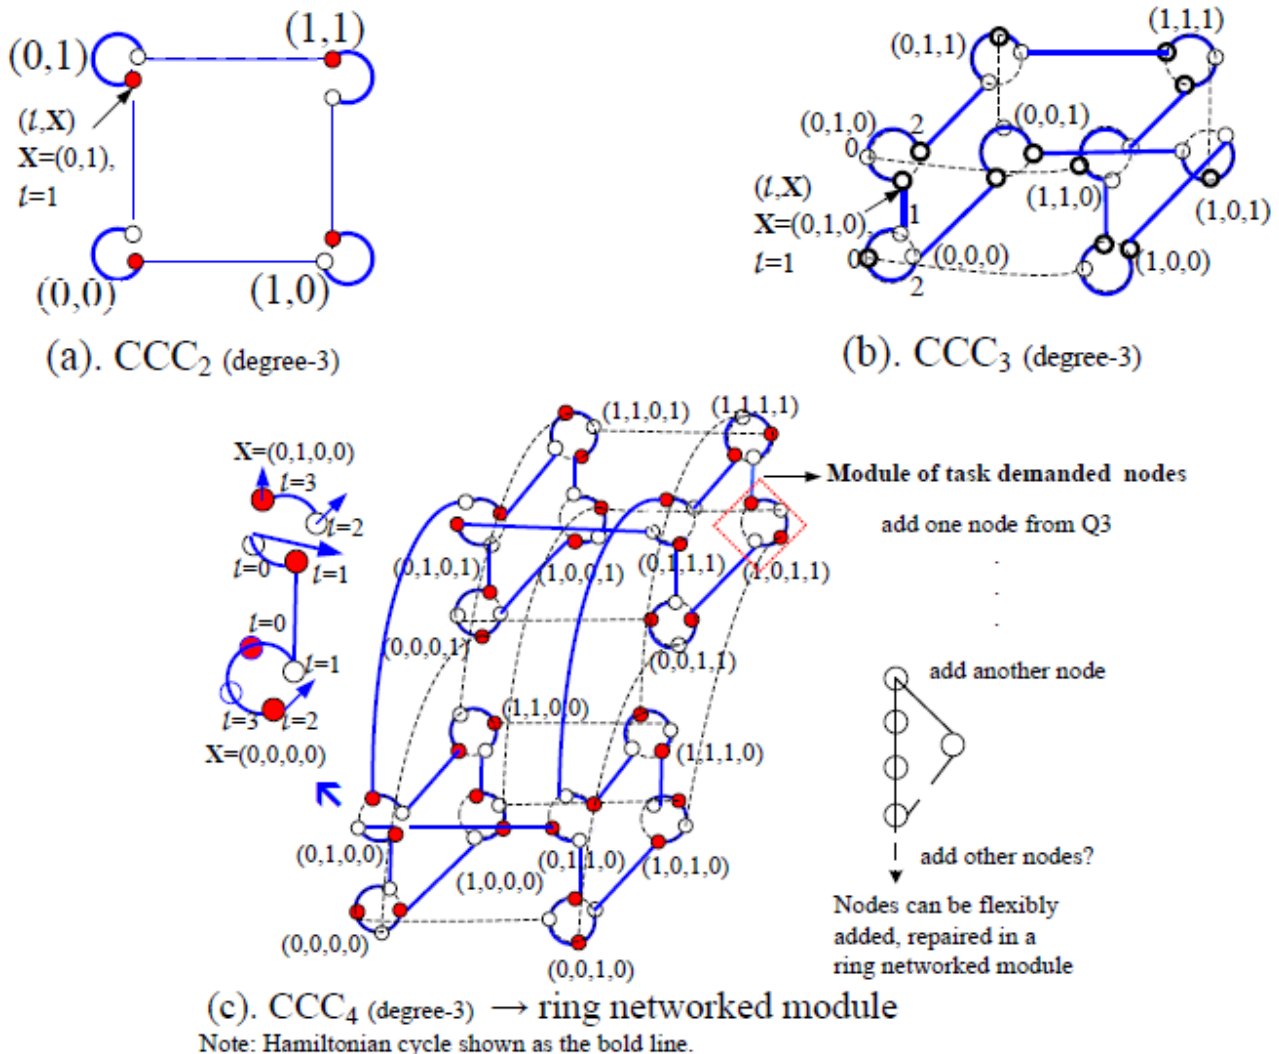 (0,1)
(1,1)
(ℓ,X)
X=(0,1),
ℓ=1
(0,0)
(1,0)
(a). CCC2 (degree-3)
(0,1,1)
(1,1,1)
(0,1,0)
2
(0,0,1)
0
(ℓ,X)
X=(0,1,0),
ℓ=1
1
(1,1,0)
(1,0,1)
0
(0,0,0)
(1,0,0)
2
(b). CCC3 (degree-3)
X=(0,1,0,0)
ℓ=3
ℓ=2
ℓ=0
ℓ=1
ℓ=0
ℓ=1
ℓ=3
ℓ=2
X=(0,0,0,0)
(1,1,0,1)
(1,1,1,1)
(0,1,0,1)
(1,0,0,1)
(0,1,1,1)
(1,0,1,1)
(0,0,0,1)
(0,0,1,1)
(1,1,0,0)
(1,1,1,0)
(0,1,0,0)
(1,0,0,0)
(0,1,1,0)
(1,0,1,0)
(0,0,0,0)
(0,0,1,0)
Module of task demanded nodes
add one node from Q3
.
.
.
add another node
add other nodes?
Nodes can be flexibly
added, repaired in a
ring networked module
(c). CCC4 (degree-3) → ring networked module
Note: Hamiltonian cycle shown as the bold line.